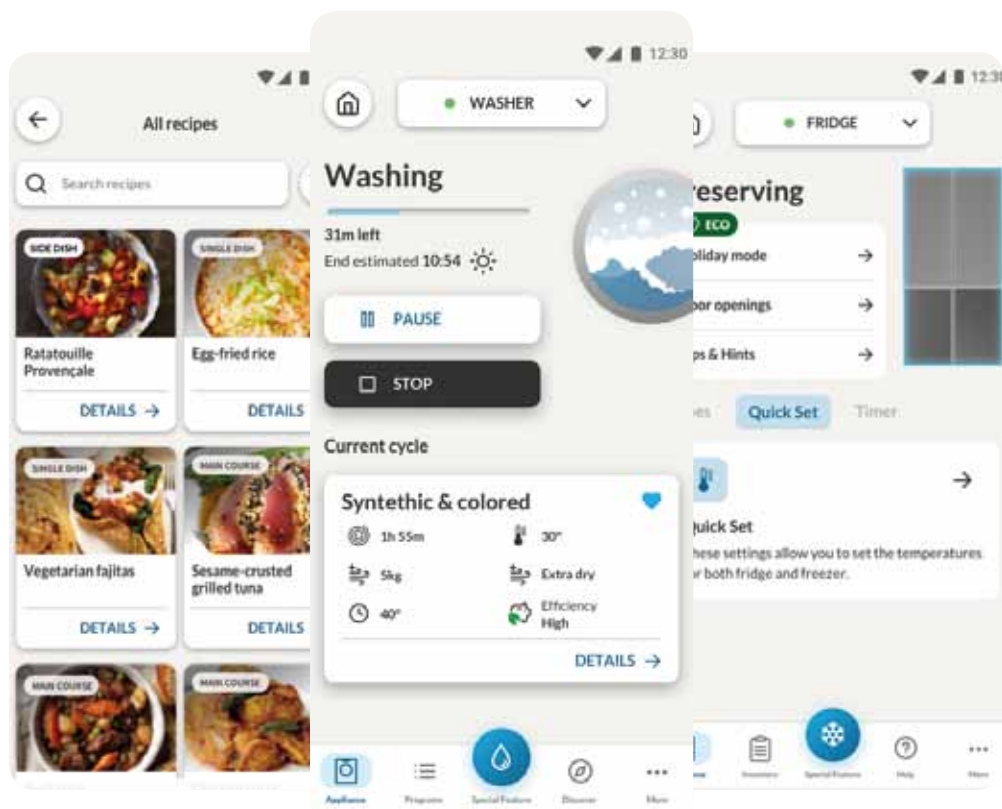 All recipes
Search recipes
SIDE DISH
SINGLE DISH
Ratatouille
Provençale
Egg-fried rice
DETAILS
DETAILS
SINGLE DISH
MAIN COURSE
Vegetarian fajitas
Sesame-crusted
grilled tuna
DETAILS
DETAILS
MAIN COURSE
MAIN COURSE
12:30
WASHER
Washing
31m left
End estimated 10:54
PAUSE
STOP
Current cycle
Syntethic & colored
1h 55m
30°
5kg
Extra dry
40°
Efficiency
High
DETAILS
Appliance
Programs
Special Feature
Discover
More
12:30
FRIDGE
reserving
ECO
oliday mode
oor openings
ps & Hints
es
Quick Set
Timer
uick Set
hese settings allow you to set the temperatures
r both fridge and freezer.
Inventory
Special Feature
Help
More